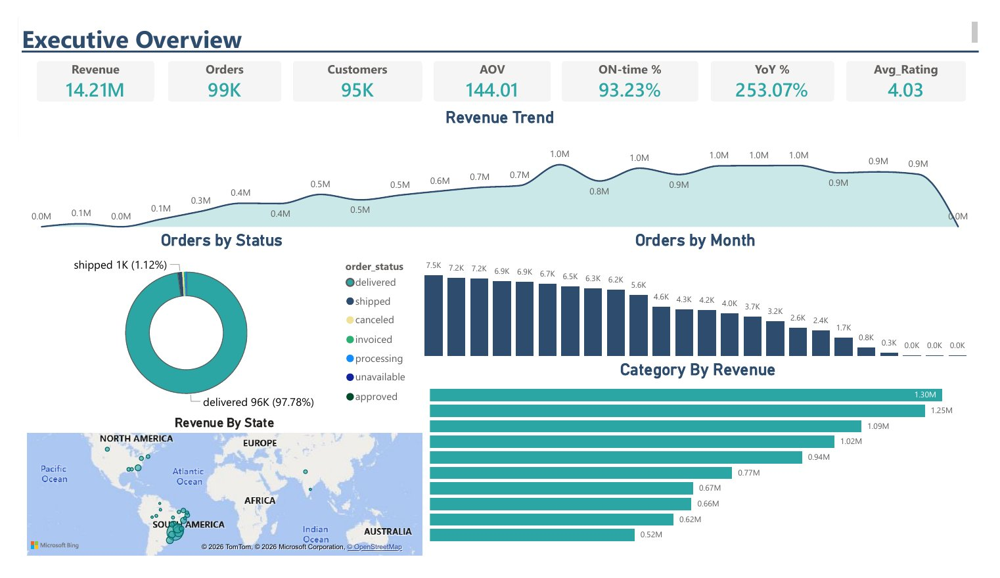 Executive Overview
Revenue
14.21M
Orders
99K
Customers
95K
AOV
144.01
ON-time %
93.23%
YoY %
253.07%
Avg_Rating
4.03
Revenue Trend
0.0M
0.1M
0.0M
0.1M
0.3M
0.4M
0.4M
0.5M
0.5M
0.5M
0.6M
0.7M
0.7M
1.0M
0.8M
1.0M
0.9M
1.0M
1.0M
1.0M
0.9M
0.9M
0.9M
0.0M
Orders by Status
shipped 1K (1.12%)
delivered 96K (97.78%)
order_status
delivered
shipped
canceled
invoiced
processing
unavailable
approved
Orders by Month
7.5K
7.2K
7.2K
6.9K
6.9K
6.7K
6.5K
6.3K
6.2K
5.6K
4.6K
4.3K
4.2K
4.0K
3.7K
3.2K
2.6K
2.4K
1.7K
0.8K
0.3K
0.0K
0.0K
0.0K
Revenue By State
NORTH AMERICA
EUROPE
Pacific
Ocean
Atlantic
Ocean
AFRICA
SOUTH AMERICA
Indian
Ocean
AUSTRALIA
Microsoft Bing
© 2026 TomTom, © 2026 Microsoft Corporation, © OpenStreetMap
Category By Revenue
1.30M
1.25M
1.09M
1.02M
0.94M
0.77M
0.67M
0.66M
0.62M
0.52M